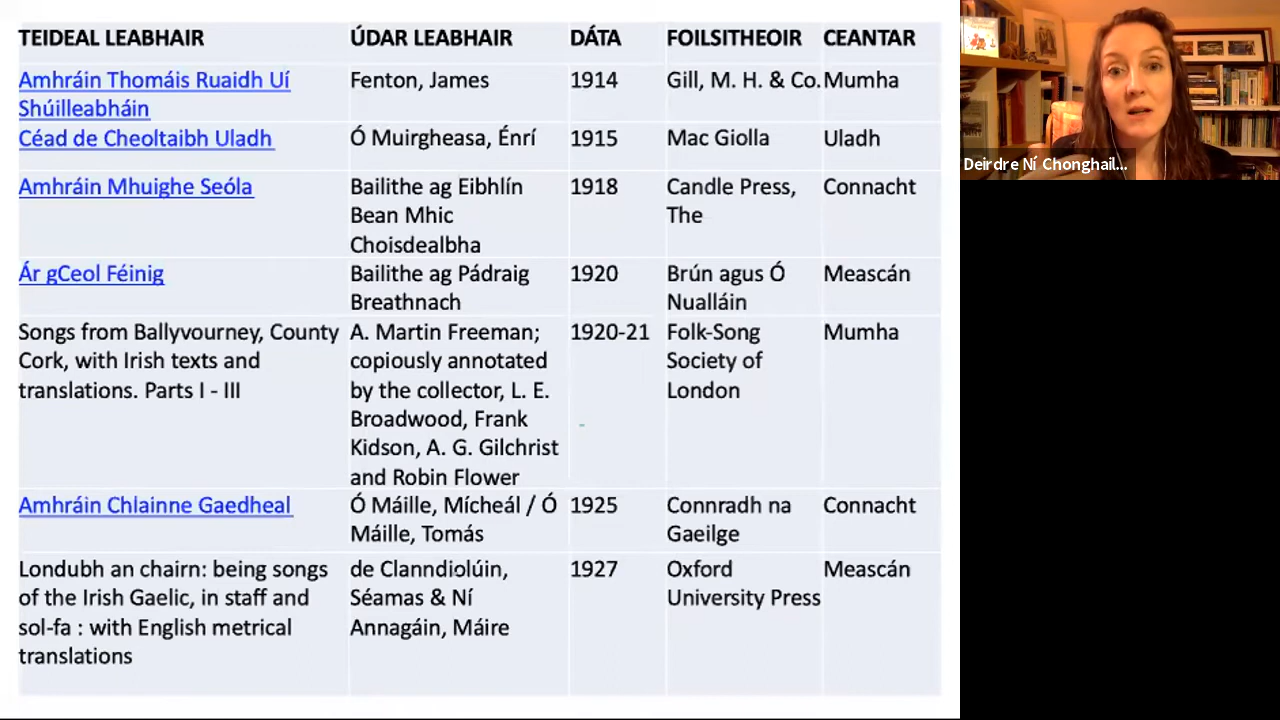 TEIDEAL LEABHAIR ÚDAR LEABHAIR DÁTA FOILSITHEOIR CEANTAR
Amhráin Thomáis Ruaidh Uí Fenton, James 1914 Gill, M. H. & Co. Mumha
Shúilleabháin
Céad de Cheoltaibh Uladh Ó Muirgheasa, Énrí 1915 Mac Giolla Uladh
Amhráin Mhuighe Seóla Bailithe ag Eibhlín 1918 Candle Press, Connacht
Bean Mhic The
Choisdealbha
Ár gCeol Féinig Bailithe ag Pádraig 1920 Brún agus Ó Meascán
Breathnach Nualláin
Songs from Ballyvourney, County A. Martin Freeman; 1920-21 Folk-Song Mumha
Cork, with Irish texts and copiously annotated Society of
translations. Parts I - III by the collector, L. E. London
Broadwood, Frank
Kidson, A. G. Gilchrist
and Robin Flower
Amhráin Chlainne Gaedheal Ó Máille, Mícheál / Ó 1925 Connradh na Connacht
Máille, Tomás Gaeilge
Londubh an chairn: being songs de Clanndiolúin, 1927 Oxford Meascán
of the Irish Gaelic, in staff and Séamas & Ní University Press
sol-fa : with English metrical Annagáin, Máire
translations
Deirdre Ní Chonghail...